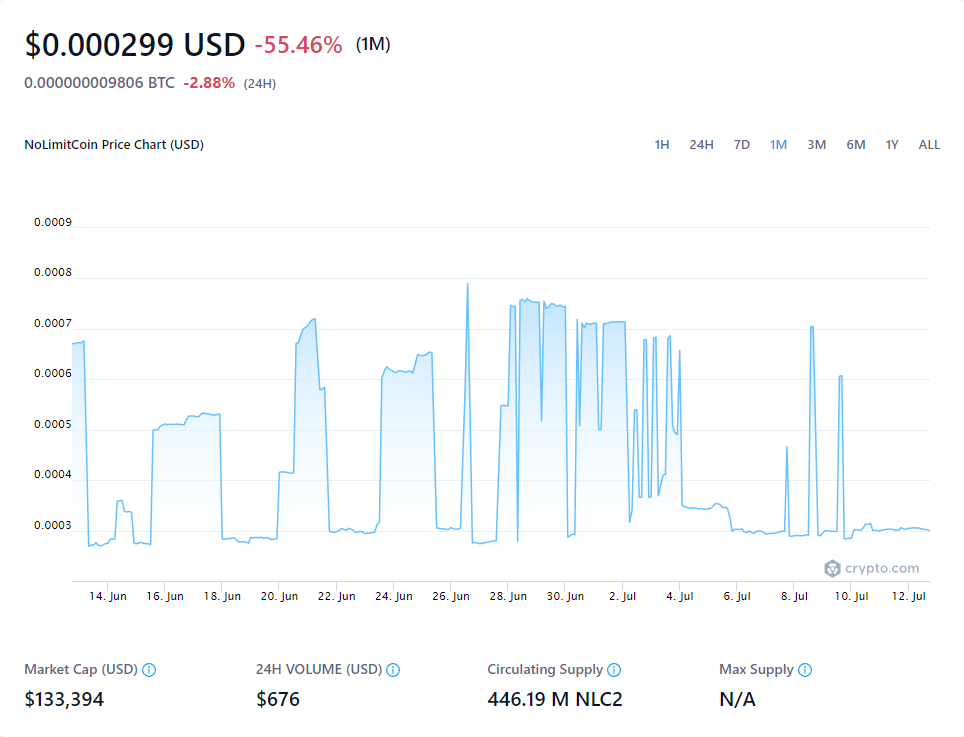 $0.000299 USD -55.46% (1M)
0.000000009806 BTC -2.88% (24H)
NoLimitCoin Price Chart (USD) 1H 24H 7D 1M 3M 6M 1Y ALL
0.0009
0.0008
0.0007
0.0006
0.0005
0.0004
0.0003
crypto.com
14. Jun 16. Jun 18. Jun 20. Jun 22. Jun 24. Jun 26. Jun 28. Jun 30. Jun 2. Jul 4. Jul 6. Jul 8. Jul 10. Jul 12. Jul
Market Cap (USD) 24H VOLUME (USD) Circulating Supply Max Supply
$133,394 $676 446.19 M NLC2 N/A